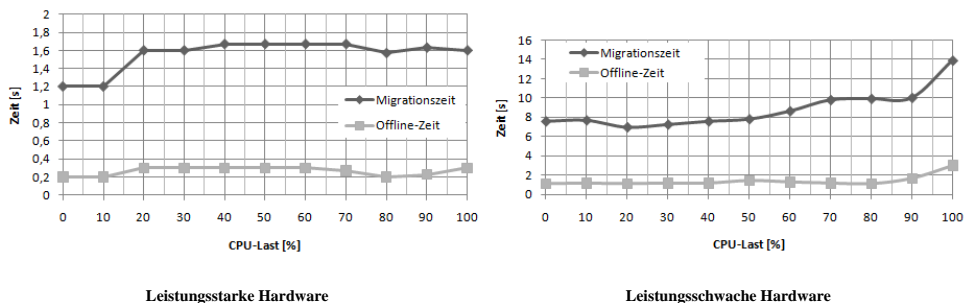 2
1,8
1,6
1,4
1,2
1
0,8
0,6
0,4
0,2
0
Zeit [s]
Migrationszeit
Offline-Zeit
0 10 20 30 40 50 60 70 80 90 100
CPU-Last [%]
Leistungsstarke Hardware
16
14
12
10
8
6
4
2
0
Zeit [s]
Migrationszeit
Offline-Zeit
0 10 20 30 40 50 60 70 80 90 100
CPU-Last [%]
Leistungsschwache Hardware